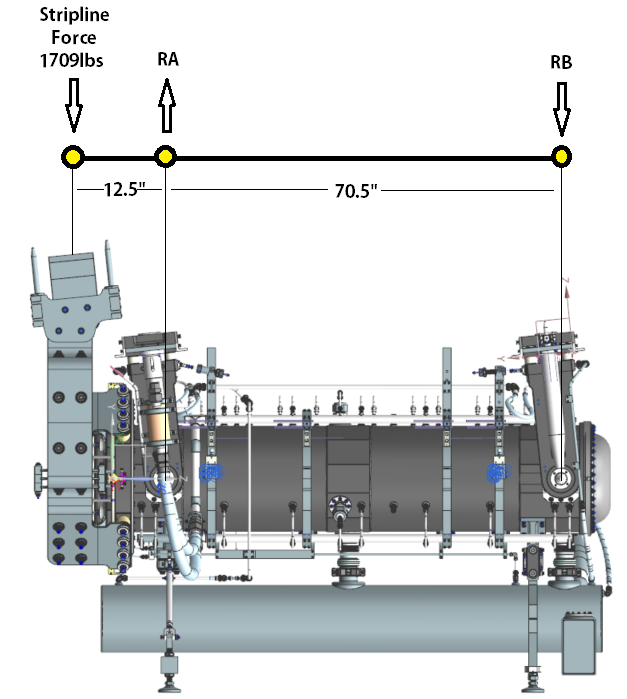 Stripline
Force
1709lbs
RA
RB
12.5"
70.5"
Z